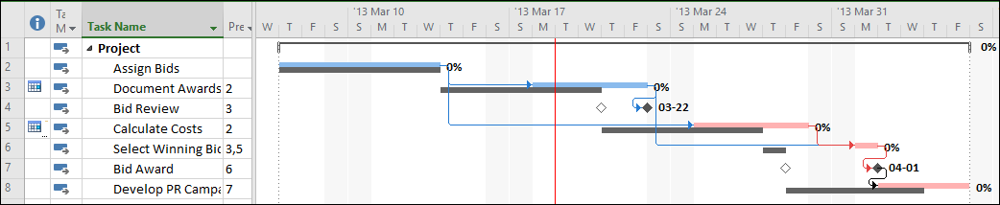 '13 Mar 10 '13 Mar 17 '13 Mar 24 '13 Mar 31
Ta M Task Name Pre W T F S S M T W T F S S M T W T F S S M T W T F S S M T W T F S
1 Project 0%
2 Assign Bids 0%
3 Document Awards 2 0%
4 Bid Review 3 03-22
5 Calculate Costs 2 0%
6 Select Winning Bid 3,5 0%
7 Bid Award 6 04-01
8 Develop PR Campa 7 0%